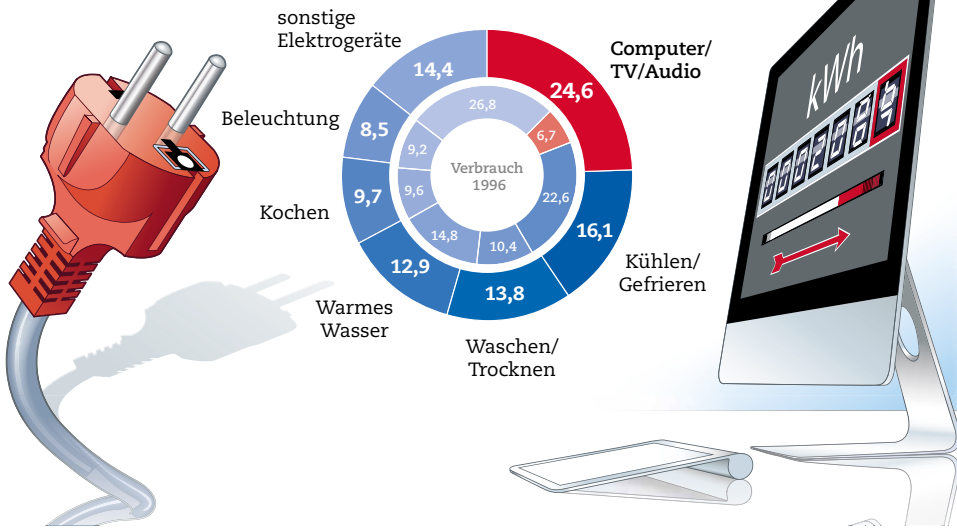 sonstige
Elektrogeräte
Computer/
TV/Audio
14,4
24,6
26,8
Beleuchtung
8,5
6,7
9,2
Verbrauch
1996
9,7
9,6
22,6
Kochen
16,1
14,8
10,4
Kühlen/
Gefrieren
12,9
13,8
Warmes
Wasser
Waschen/
Trocknen
kWh